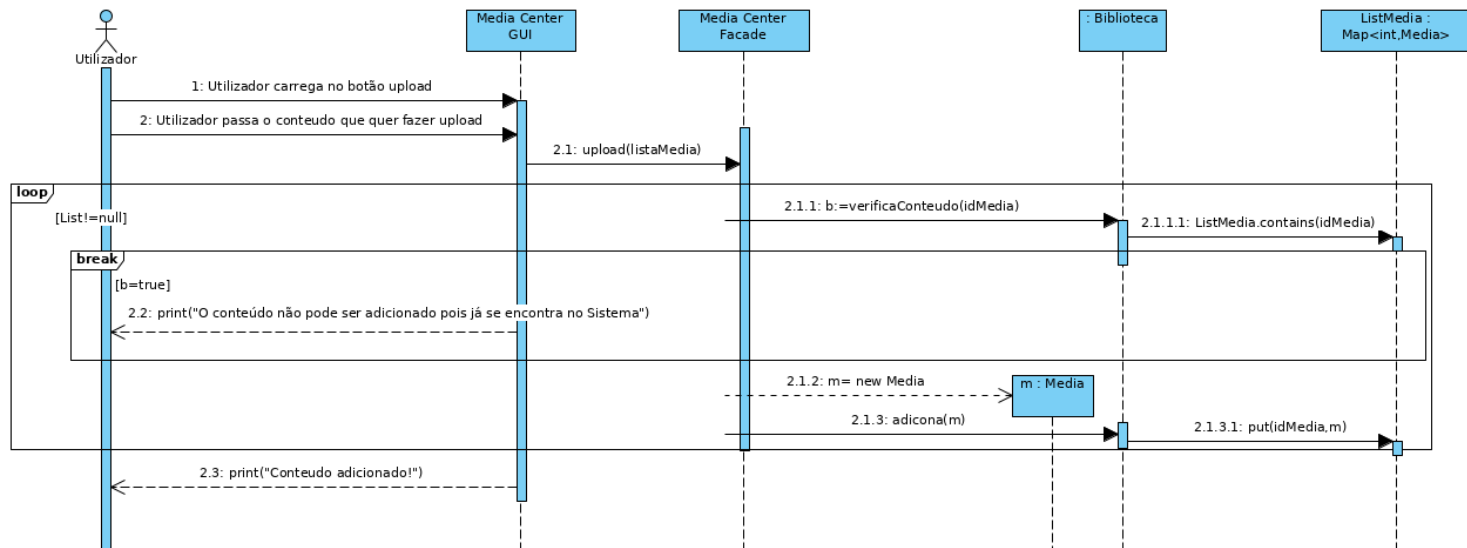 Utilizador
Media Center
GUI
Media Center
Facade
: Biblioteca
ListMedia :
Map<int,Media>
1: Utilizador carrega no botão upload
2: Utilizador passa o conteudo que quer fazer upload
2.1: upload(listaMedia)
loop
[List!=null]
2.1.1: b:=verificaConteudo(idMedia)
2.1.1.1: ListMedia.contains(idMedia)
break
[b=true]
2.2: print("O conteúdo não pode ser adicionado pois já se encontra no Sistema")
2.1.2: m= new Media
m : Media
2.1.3: adicona(m)
2.1.3.1: put(idMedia,m)
2.3: print("Conteudo adicionado!")